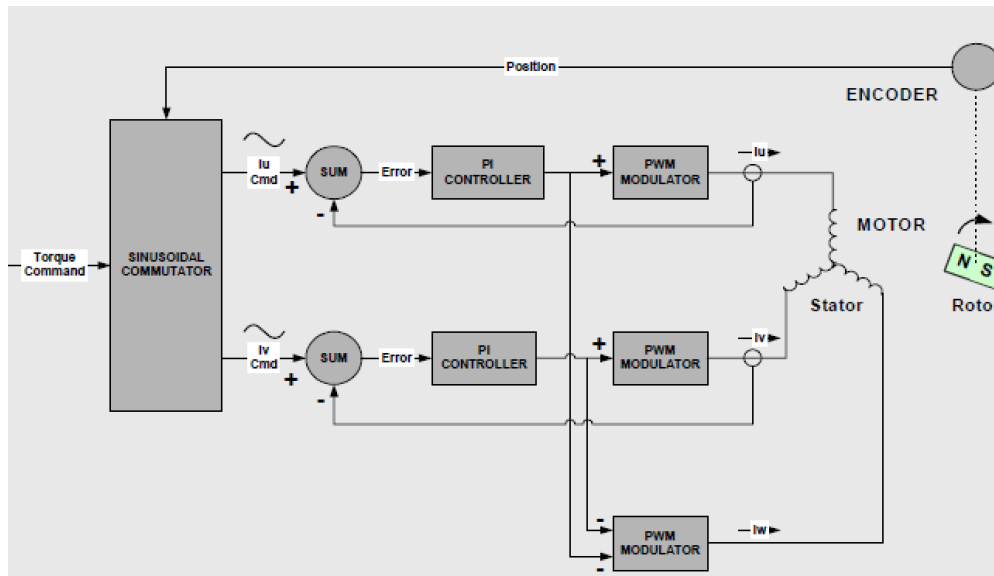 Position
ENCODER
Iu
Cmd
+
SUM
-
Error
PI
CONTROLLER
+
PWM
MODULATOR
Iu
MOTOR
Torque
Command
SINUSOIDAL
COMMUTATOR
N S
Stator
Roto
Iv
Cmd
+
SUM
-
Error
PI
CONTROLLER
+
PWM
MODULATOR
Iv
-
-
PWM
MODULATOR
Iw